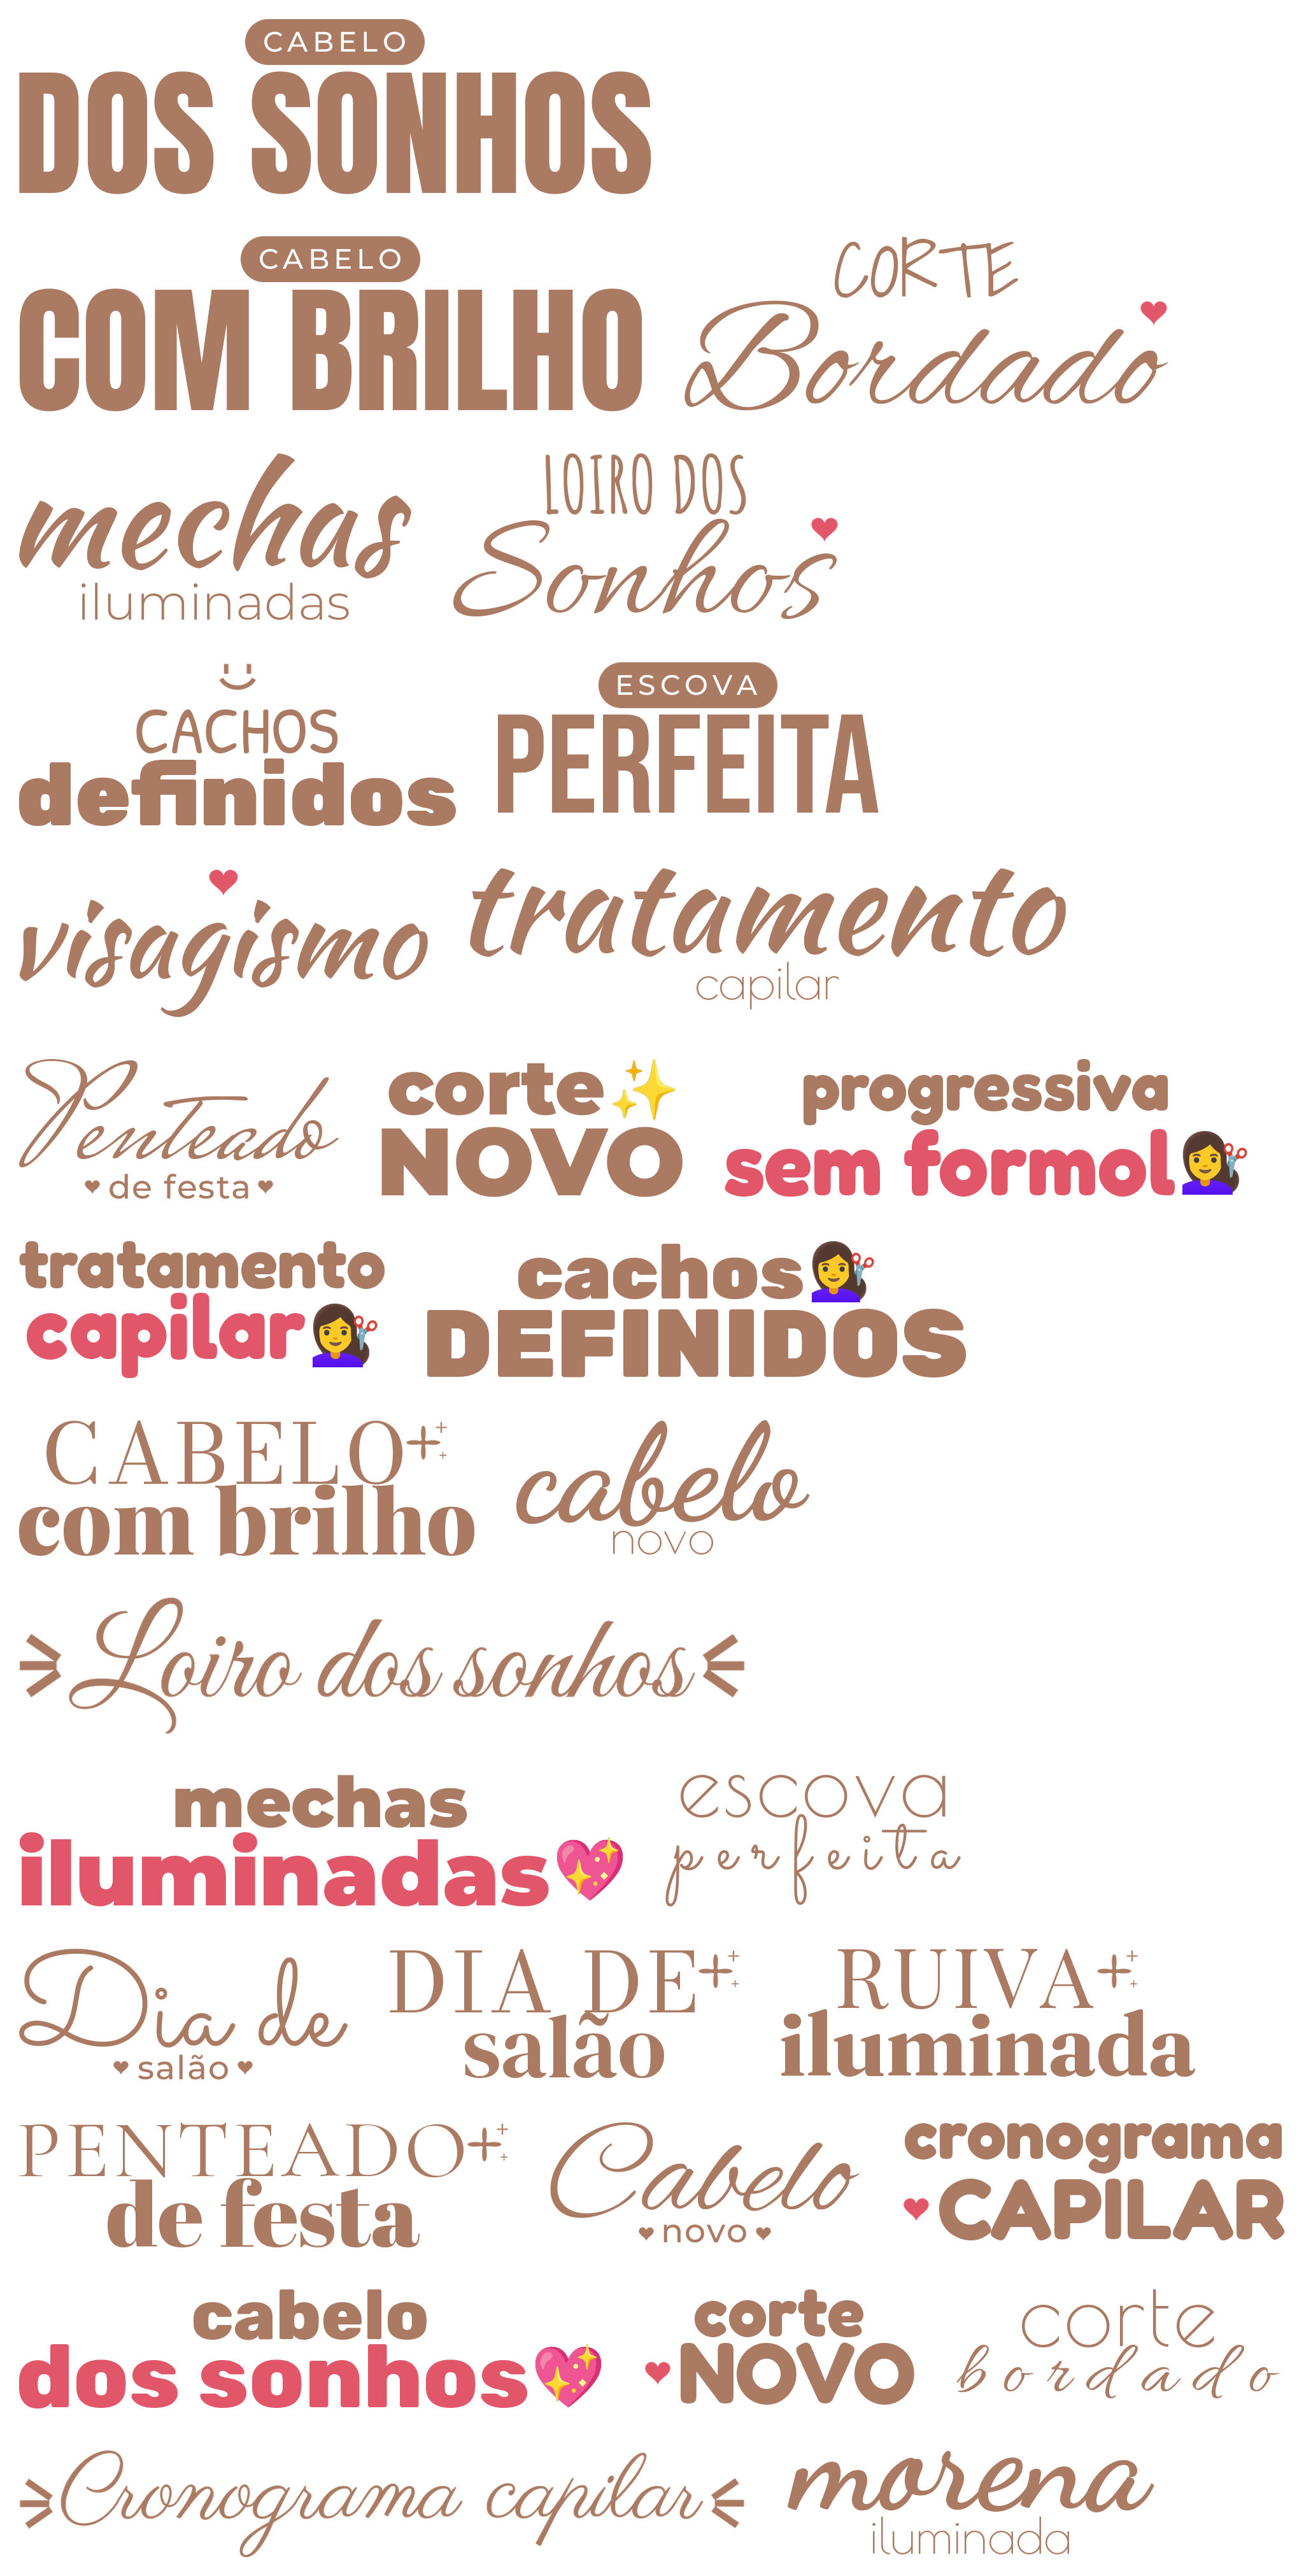 CABELO
DOS SONHOS
CABELO
COM BRILHO
CORTE
Bordado
mechas
iluminadas
LOIRO DOS
Sonhos
CACHOS
definidos
ESCOVA
PERFEITA
visagismo
tratamento
capilar
Penteado
de festa
corte✨
NOVO
progressiva
sem formol💇‍♀️
tratamento
capilar💇‍♀️
cachos💇‍♀️
DEFINIDOS
CABELO
com brilho
cabelo
novo
Loiro dos sonhos
mechas
iluminadas💖
escova
perfeita
Dia de
salão
DIA DE
salão
RUIVA
iluminada
PENTEADO
de festa
Cabelo
novo
cronograma
CAPILAR
cabelo
dos sonhos💖
corte
NOVO
corte
bordado
Cronograma capilar
morena
iluminada